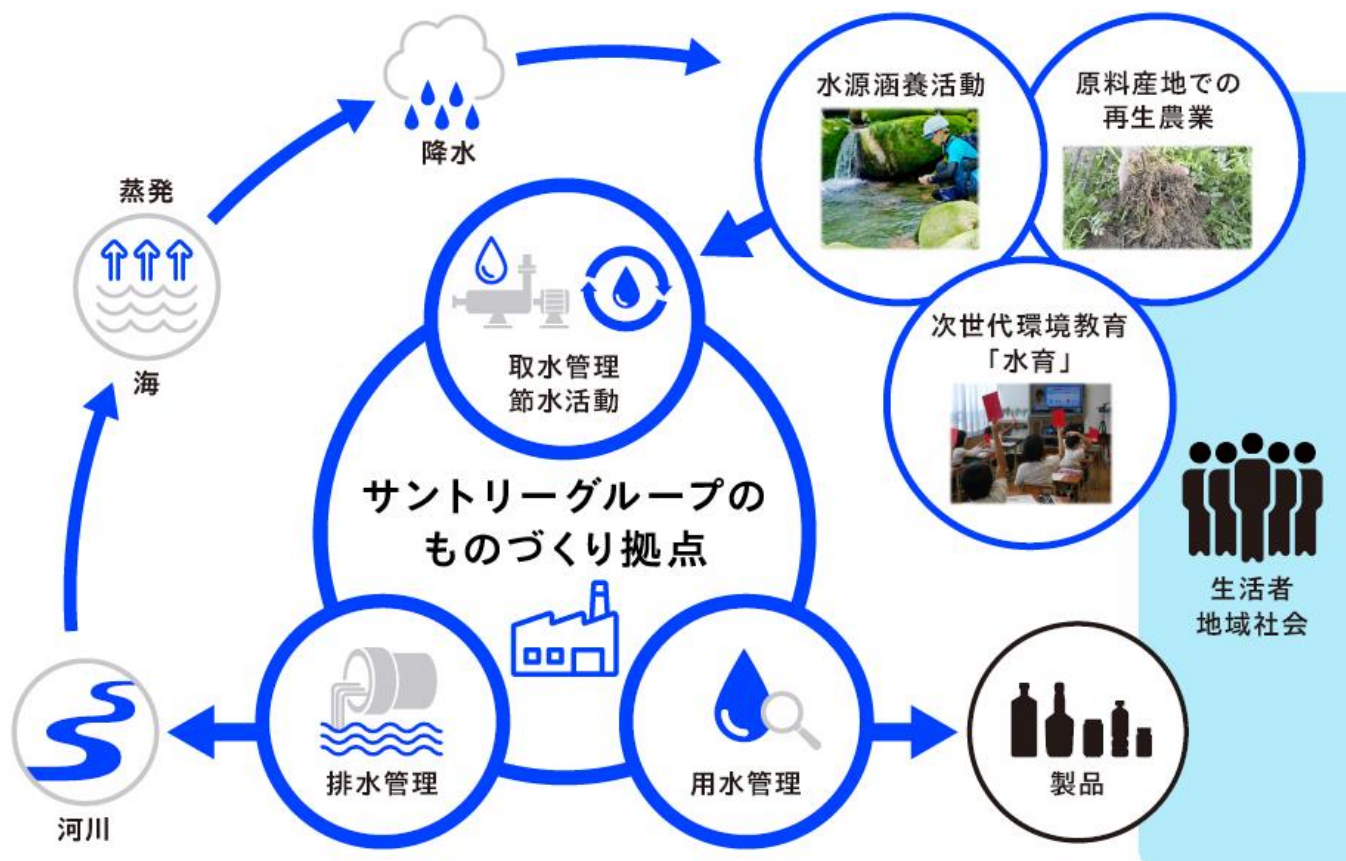 降水
蒸発
海
水源涵養活動
原料産地での
再生農業
次世代環境教育
「水育」
取水管理
節水活動
サントリーグループの
ものづくり拠点
生活者
地域社会
排水管理
用水管理
製品
河川